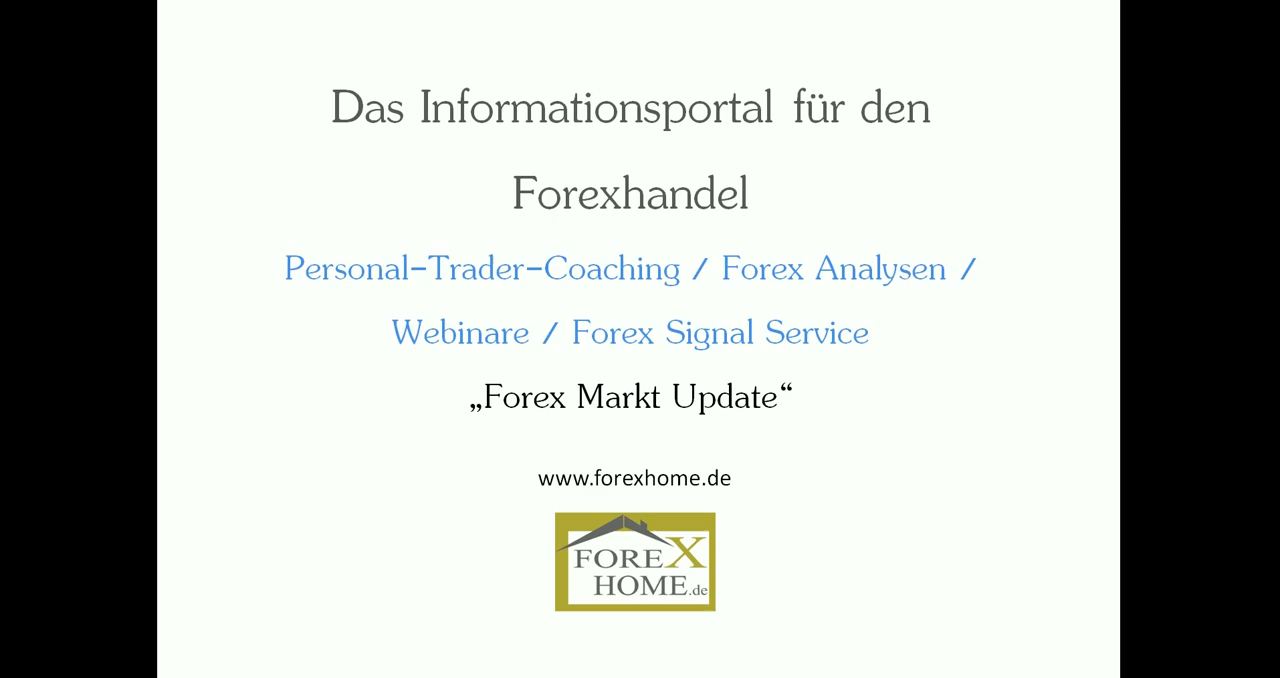 Das Informationsportal für den
Forexhandel
Personal-Trader-Coaching / Forex Analysen /
Webinare / Forex Signal Service
„Forex Markt Update“
www.forexhome.de
FOREX
HOME.de